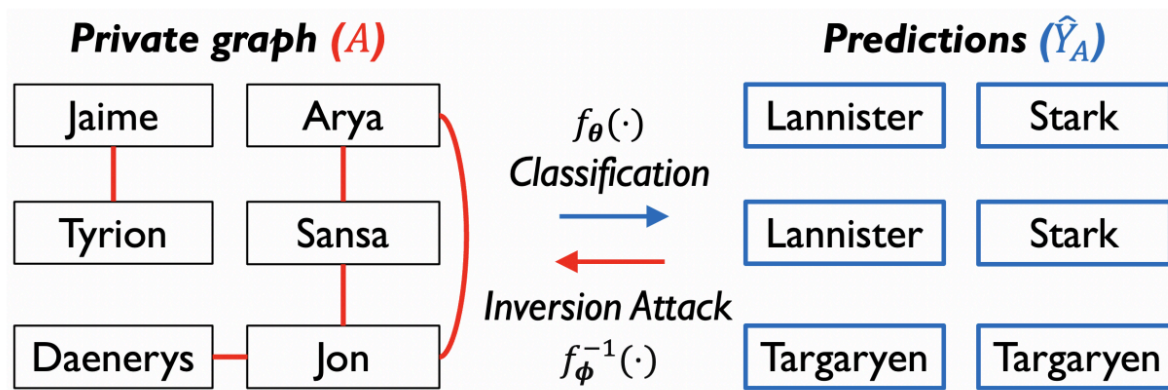 Private graph (A)
Predictions (Ŷ_A)
Jaime
Arya
f_θ(·)
Classification
Lannister
Stark
Tyrion
Sansa
Lannister
Stark
Inversion Attack
f_ϕ^{-1}(·)
Daenerys
Jon
Targaryen
Targaryen